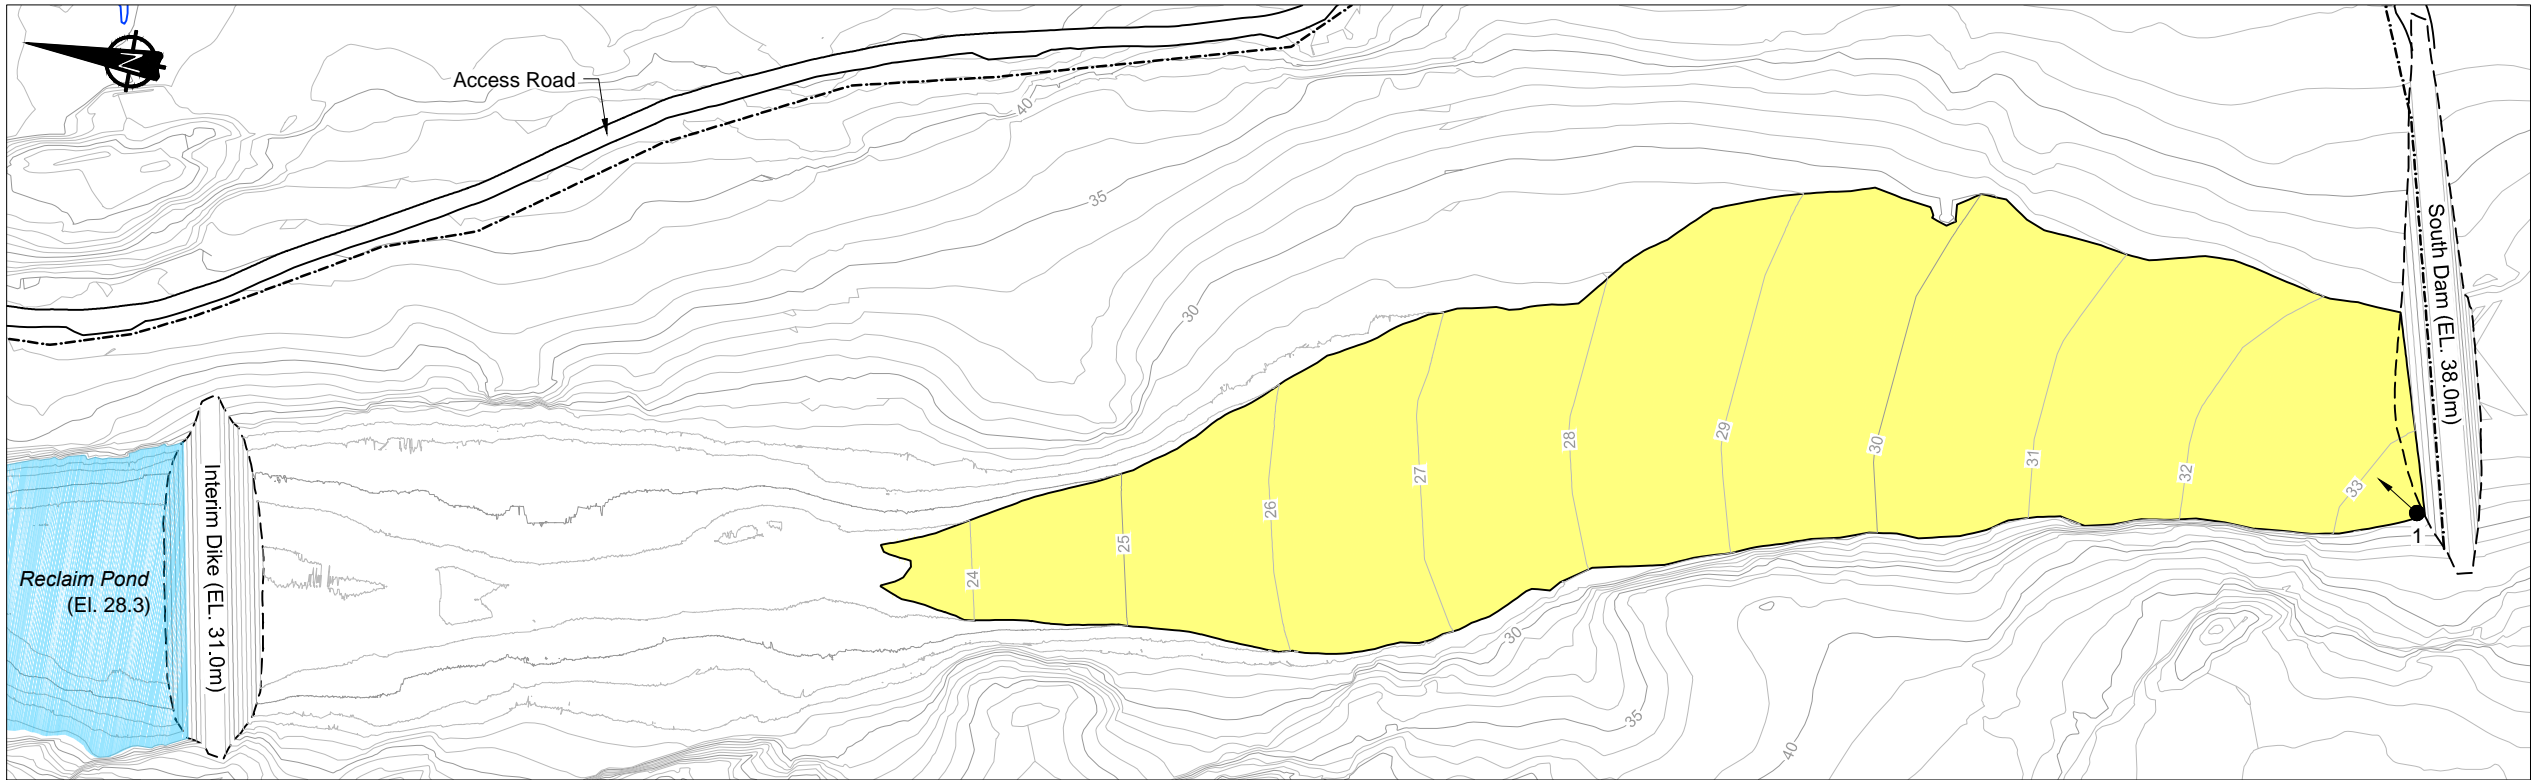 N
Access Road
40
35
30
South Dam (EL. 38.0m)
Interim Dike (EL. 31.0m)
Reclaim Pond
(El. 28.3)
24
25
26
27
28
29
30
31
32
33
1
30
35
40